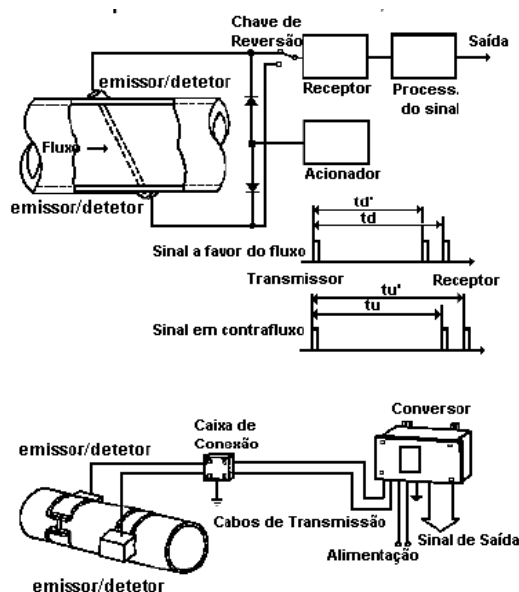 Chave de
Reversão
Saída
emissor/detetor
Receptor
Process.
do sinal
Fluxo
Acionador
emissor/detetor
td'
td
Sinal a favor do fluxo
Transmissor
Receptor
tu'
tu
Sinal em contrafluxo
Conversor
Caixa de
Conexão
emissor/detetor
Cabos de Transmissão
Sinal de Saída
Alimentação
emissor/detetor